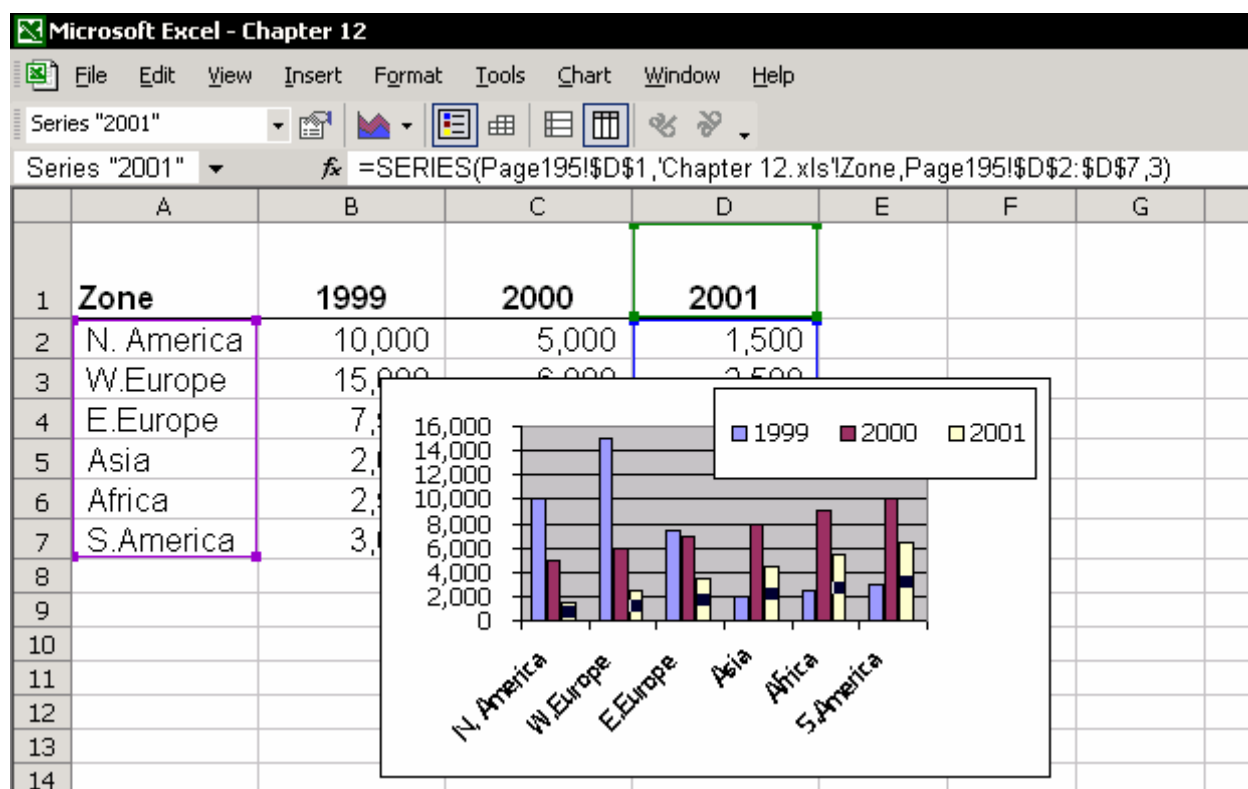 Microsoft Excel - Chapter 12
File Edit View Insert Format Tools Chart Window Help
Series "2001"
Series "2001" fx =SERIES(Page195!$D$1,'Chapter 12.xls'!Zone,Page195!$D$2:$D$7,3)
A B C D E F G
1 Zone 1999 2000 2001
2 N. America 10,000 5,000 1,500
3 W.Europe
4 E.Europe
5 Asia
6 Africa
7 S.America
8
9
10
11
12
13
14
1999 2000 2001
16,000
14,000
12,000
10,000
8,000
6,000
4,000
2,000
0
N. America W.Europe E.Europe Asia Africa S.America